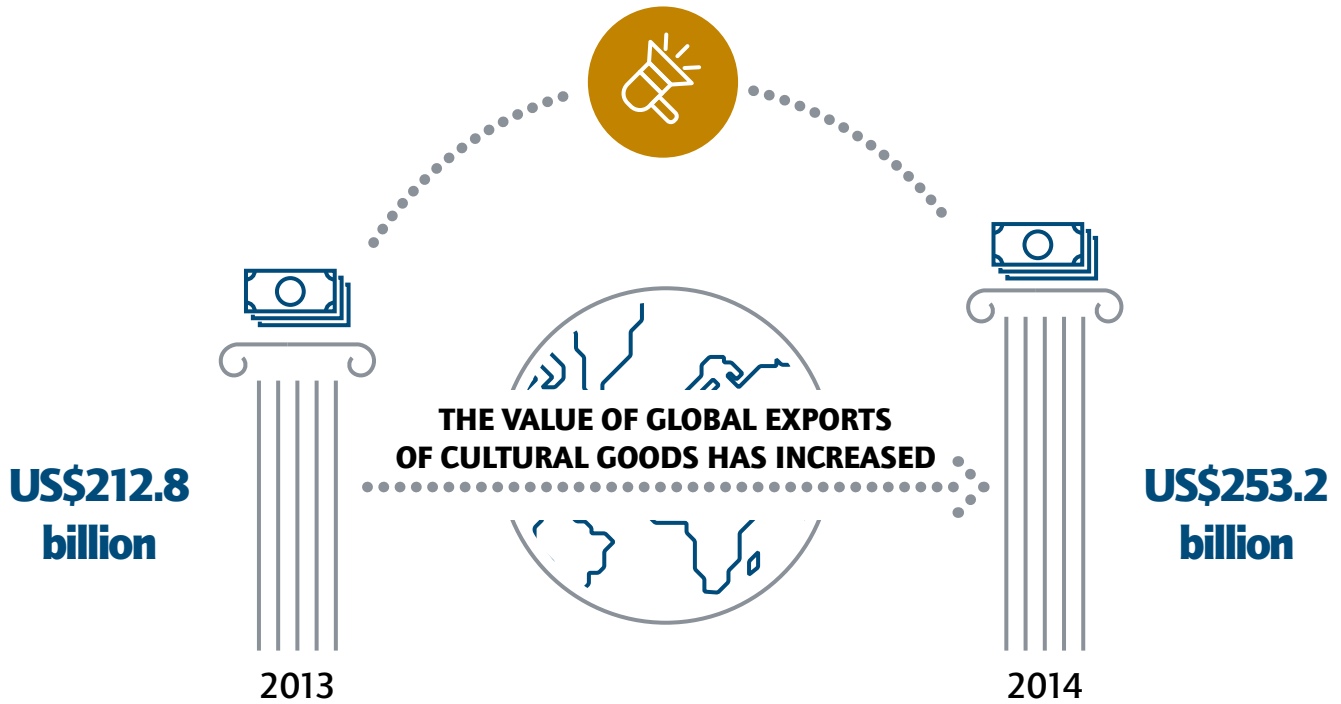 THE VALUE OF GLOBAL EXPORTS
OF CULTURAL GOODS HAS INCREASED
US$212.8
billion
US$253.2
billion
2013
2014